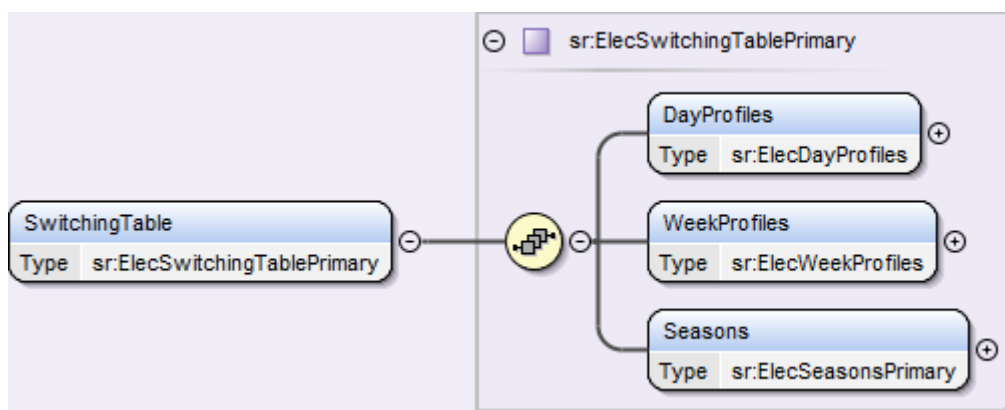 sr:ElecSwitchingTablePrimary
DayProfiles
Type sr:ElecDayProfiles
SwitchingTable
Type sr:ElecSwitchingTablePrimary
WeekProfiles
Type sr:ElecWeekProfiles
Seasons
Type sr:ElecSeasonsPrimary